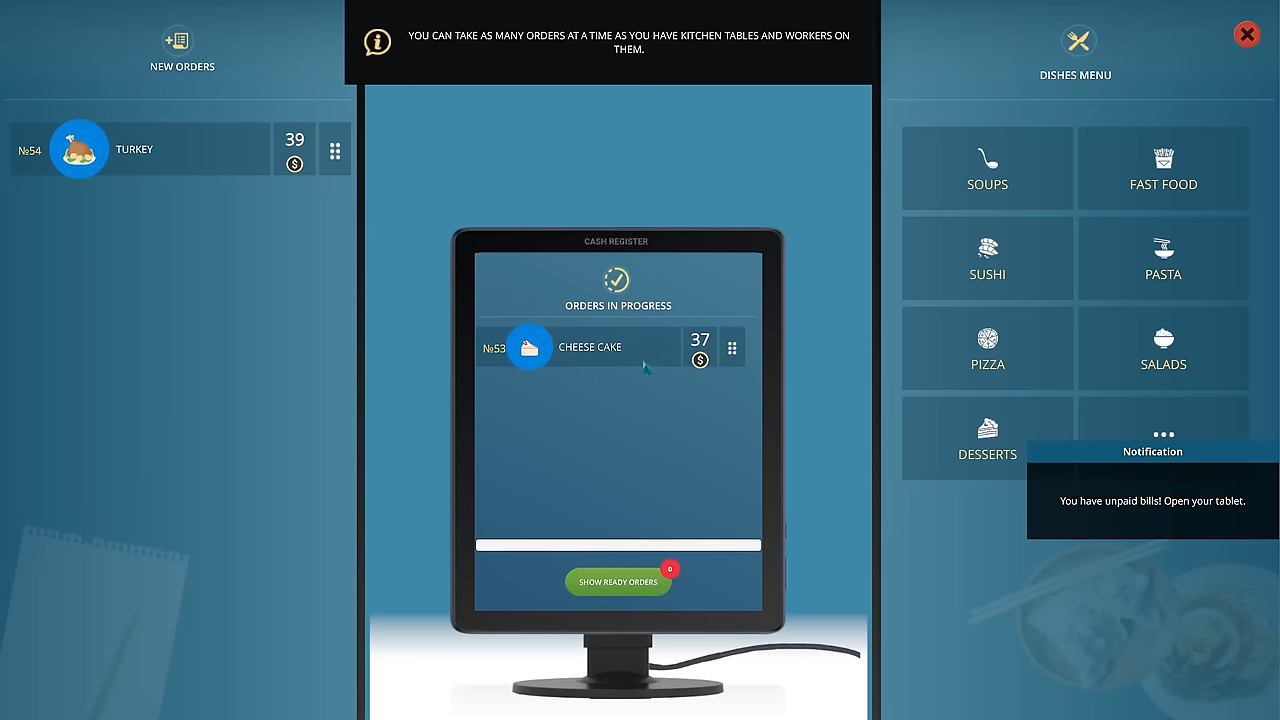 NEW ORDERS
№54
TURKEY
39
YOU CAN TAKE AS MANY ORDERS AT A TIME AS YOU HAVE KITCHEN TABLES AND WORKERS ON
THEM.
CASH REGISTER
ORDERS IN PROGRESS
№53
CHEESE CAKE
37
SHOW READY ORDERS
0
DISHES MENU
SOUPS
FAST FOOD
SUSHI
PASTA
PIZZA
SALADS
DESSERTS
Notification
You have unpaid bills! Open your tablet.